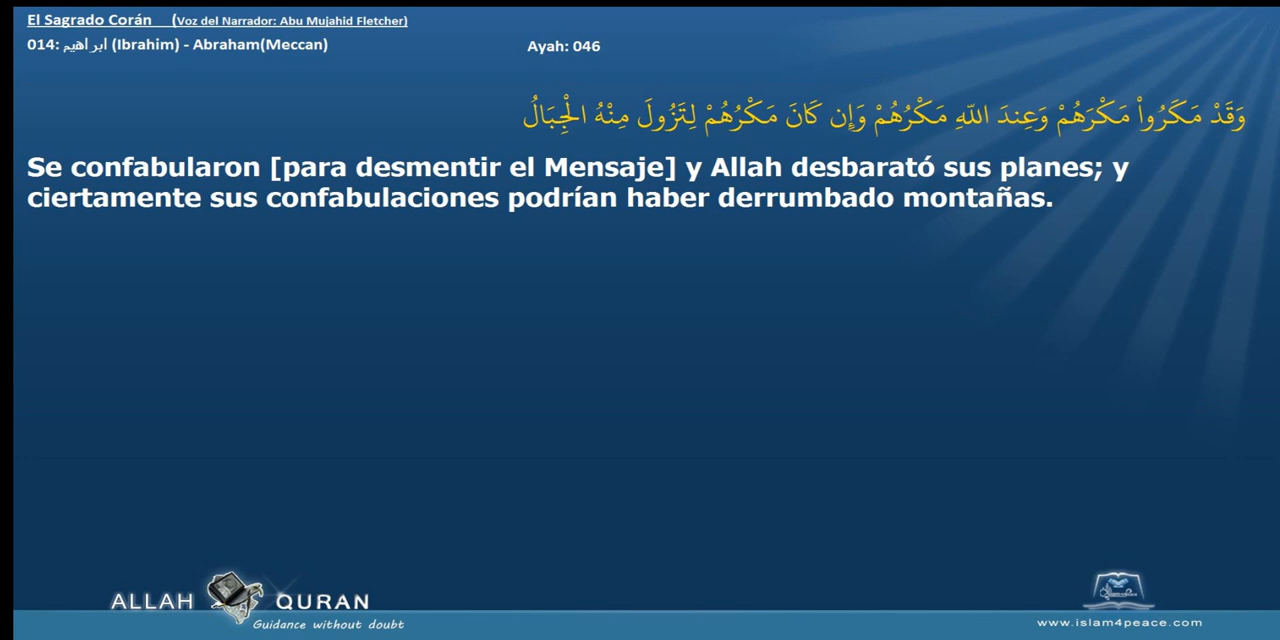 El Sagrado Corán (Voz del Narrador: Abu Mujahid Fletcher)
014: ابراهيم (Ibrahim) - Abraham(Meccan)
Ayah: 046
وَقَدْ مَكَرُواْ مَكْرَهُمْ وَعِندَ اللّهِ مَكْرُهُمْ وَإِن كَانَ مَكْرُهُمْ لِتَزُولَ مِنْهُ الْجِبَالُ
Se confabularon [para desmentir el Mensaje] y Allah desbarató sus planes; y
ciertamente sus confabulaciones podrían haber derrumbado montañas.
ALLAH QURAN
Guidance without doubt
www.islam4peace.com